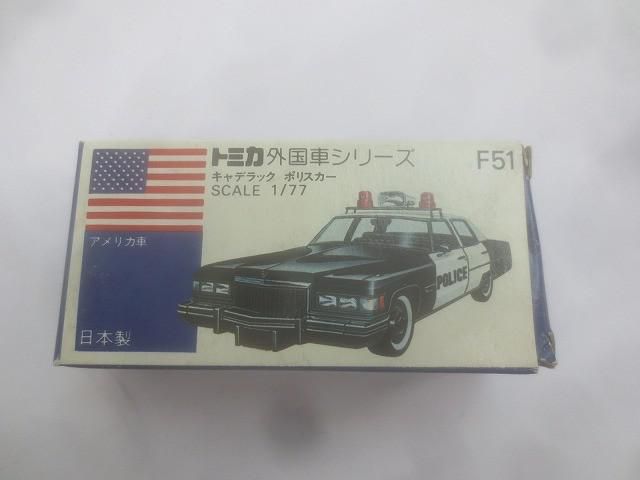 トミカ外国車シリーズ F51
キャデラック ポリスカー
SCALE 1/77
アメリカ車
POLICE
日本製